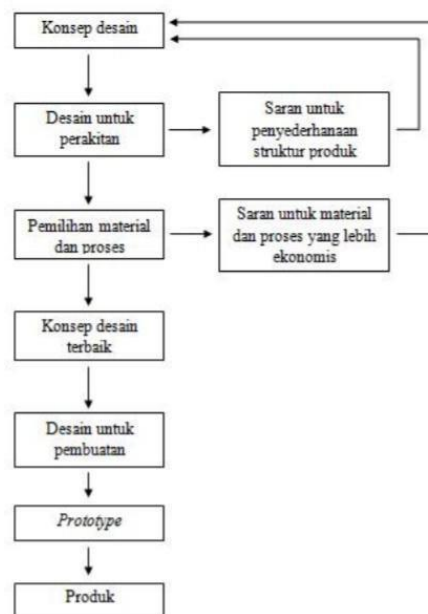 Konsep desain
Desain untuk
perakitan
Saran untuk
penyederhanaan
struktur produk
Pemilihan material
dan proses
Saran untuk material
dan proses yang lebih
ekonomis
Konsep desain
terbaik
Desain untuk
pembuatan
Prototype
Produk